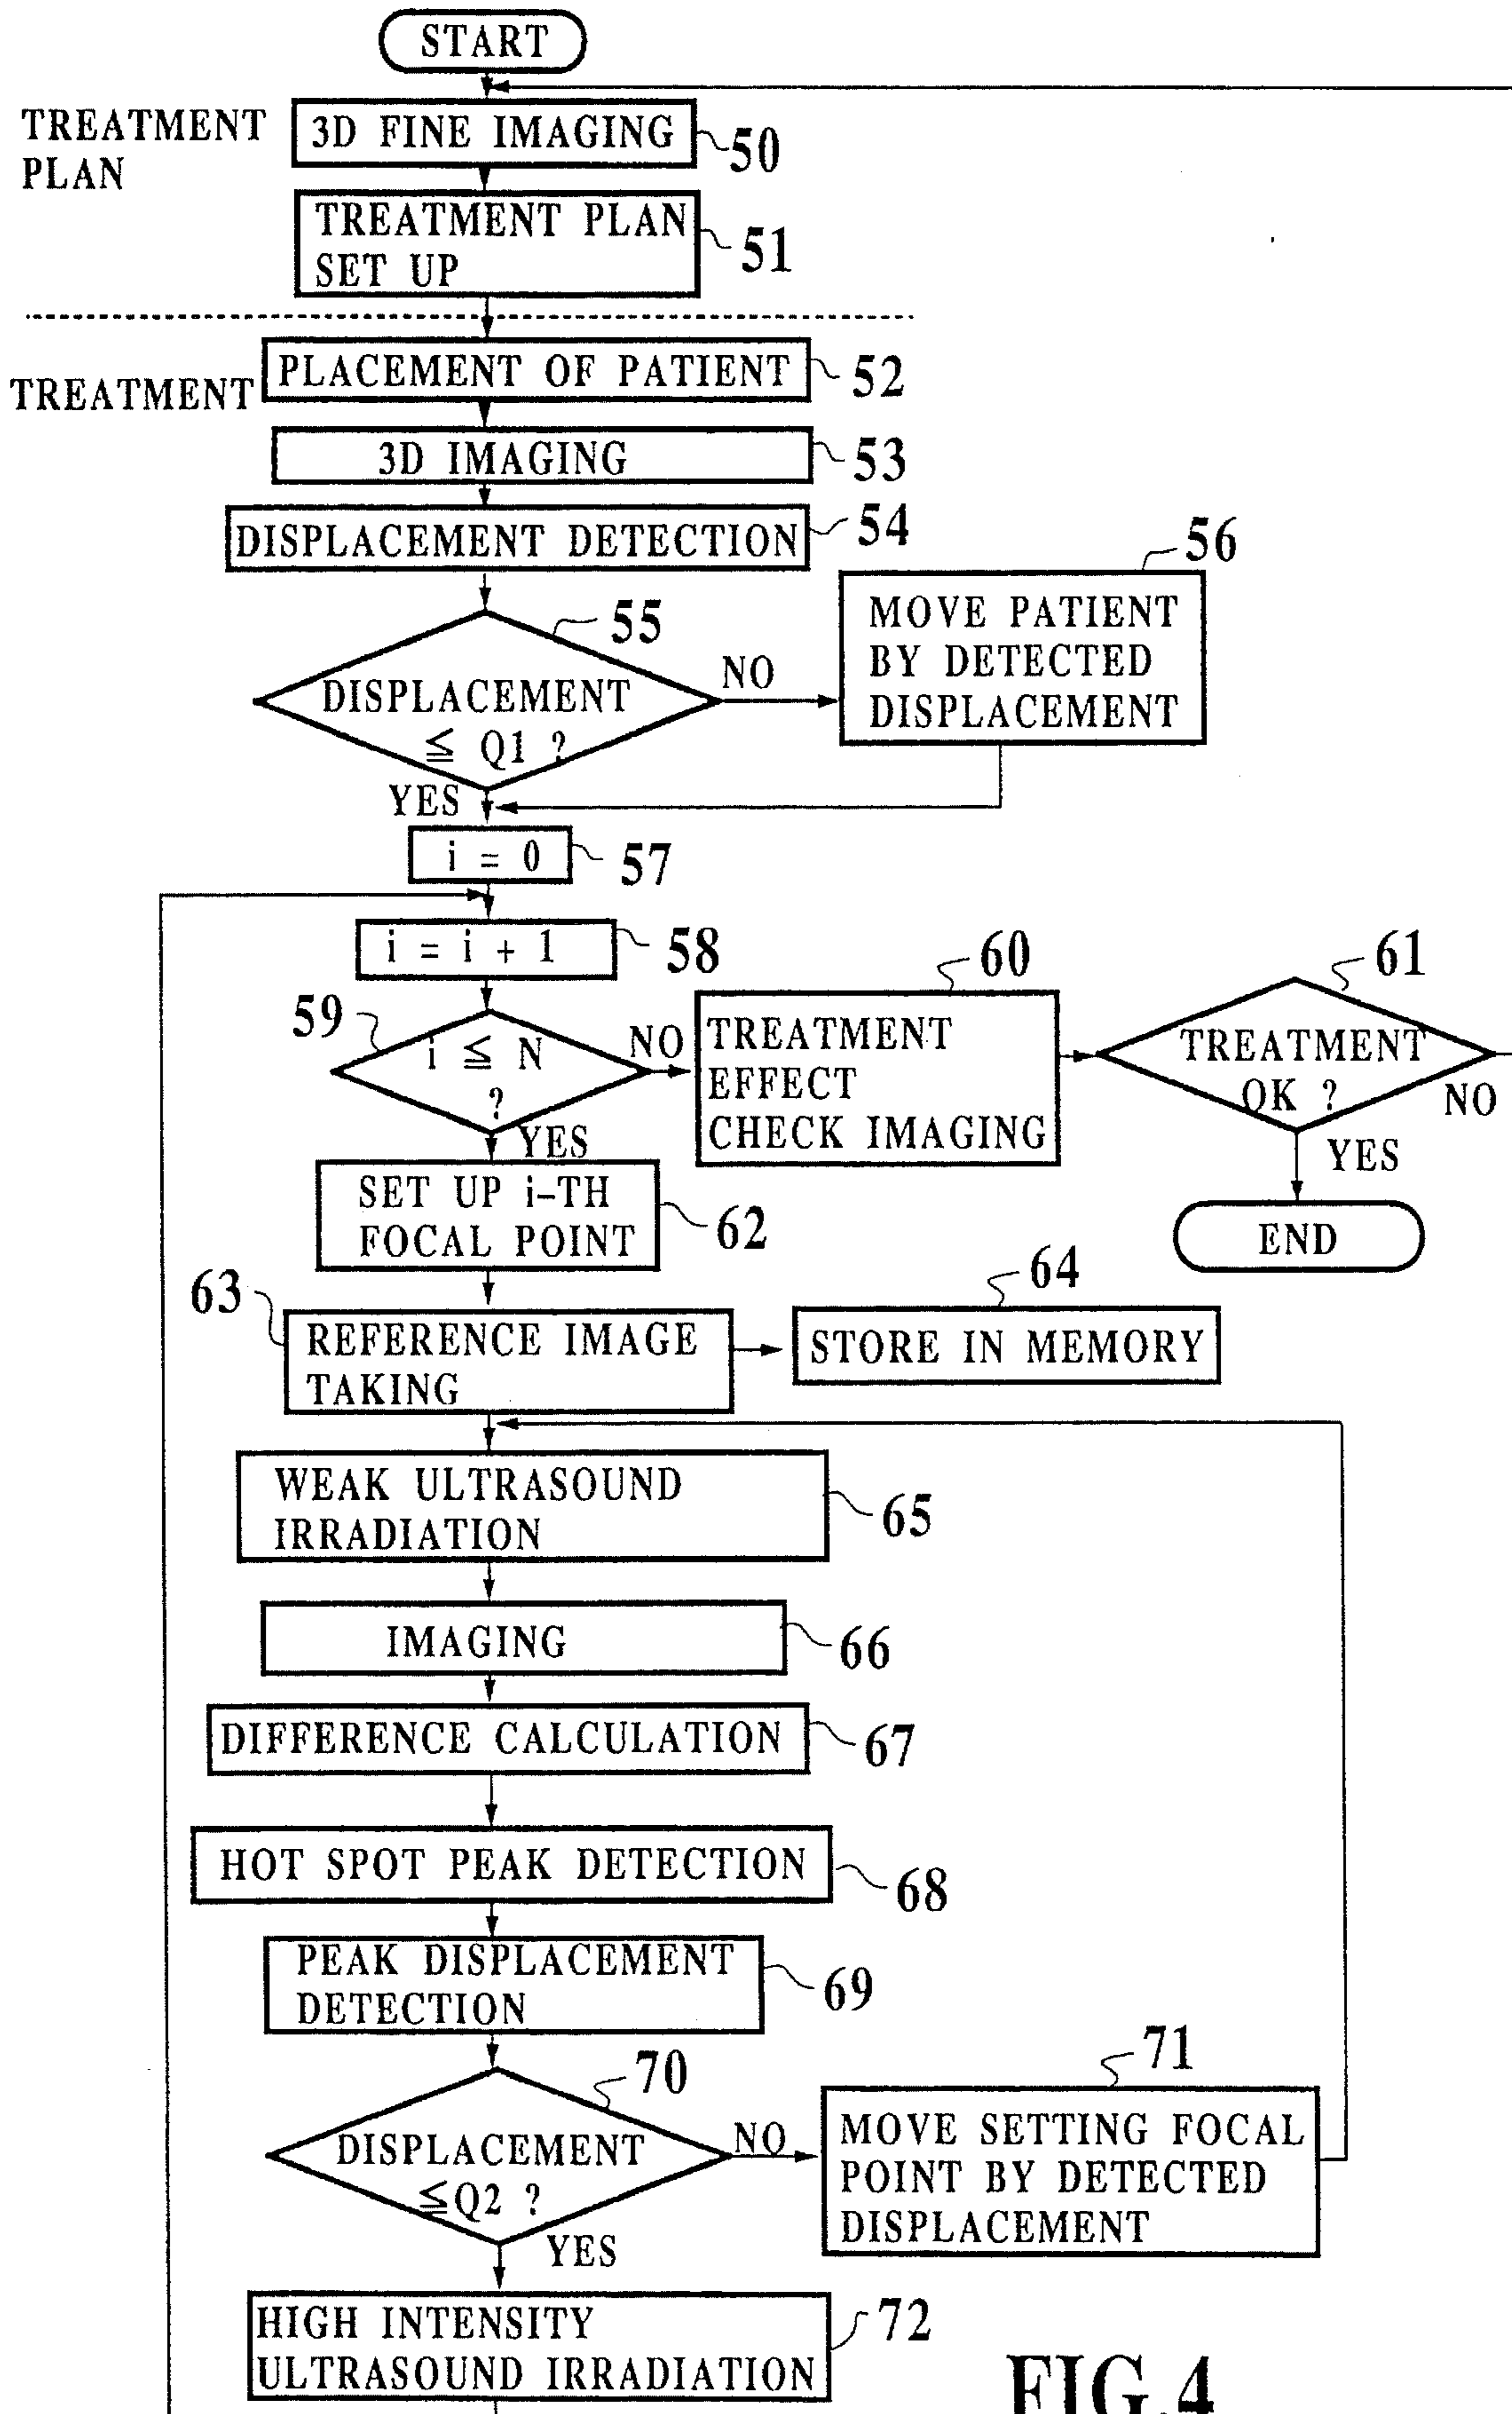 START
TREATMENT
PLAN
3D FINE IMAGING
50
TREATMENT PLAN
SET UP
51
TREATMENT
PLACEMENT OF PATIENT
52
3D IMAGING
53
DISPLACEMENT DETECTION
54
55
DISPLACEMENT
≦ Q1 ?
NO
YES
56
MOVE PATIENT
BY DETECTED
DISPLACEMENT
i = 0
57
i = i + 1
58
59
i ≦ N
?
NO
YES
60
TREATMENT
EFFECT
CHECK IMAGING
61
TREATMENT
OK ?
NO
YES
END
SET UP i-TH
FOCAL POINT
62
63
REFERENCE IMAGE
TAKING
64
STORE IN MEMORY
WEAK ULTRASOUND
IRRADIATION
65
IMAGING
66
DIFFERENCE CALCULATION
67
HOT SPOT PEAK DETECTION
68
PEAK DISPLACEMENT
DETECTION
69
70
DISPLACEMENT
≦Q2 ?
NO
YES
71
MOVE SETTING FOCAL
POINT BY DETECTED
DISPLACEMENT
HIGH INTENSITY
ULTRASOUND IRRADIATION
72
FIG.4